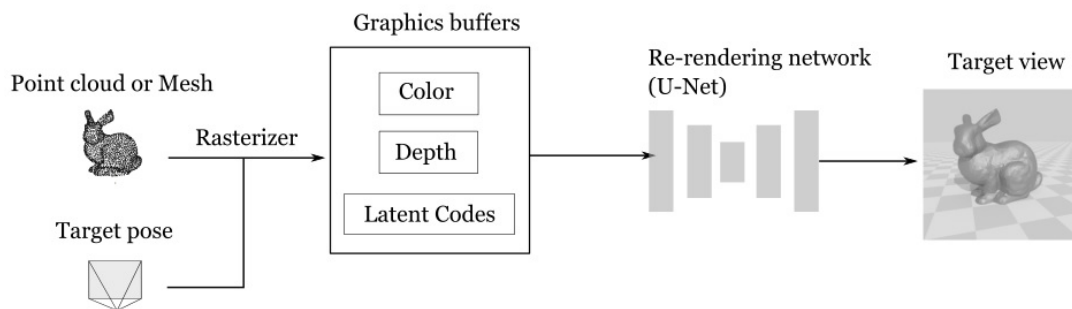 Graphics buffers
Point cloud or Mesh
Rasterizer
Target pose
Color
Depth
Latent Codes
Re-rendering network
(U-Net)
Target view